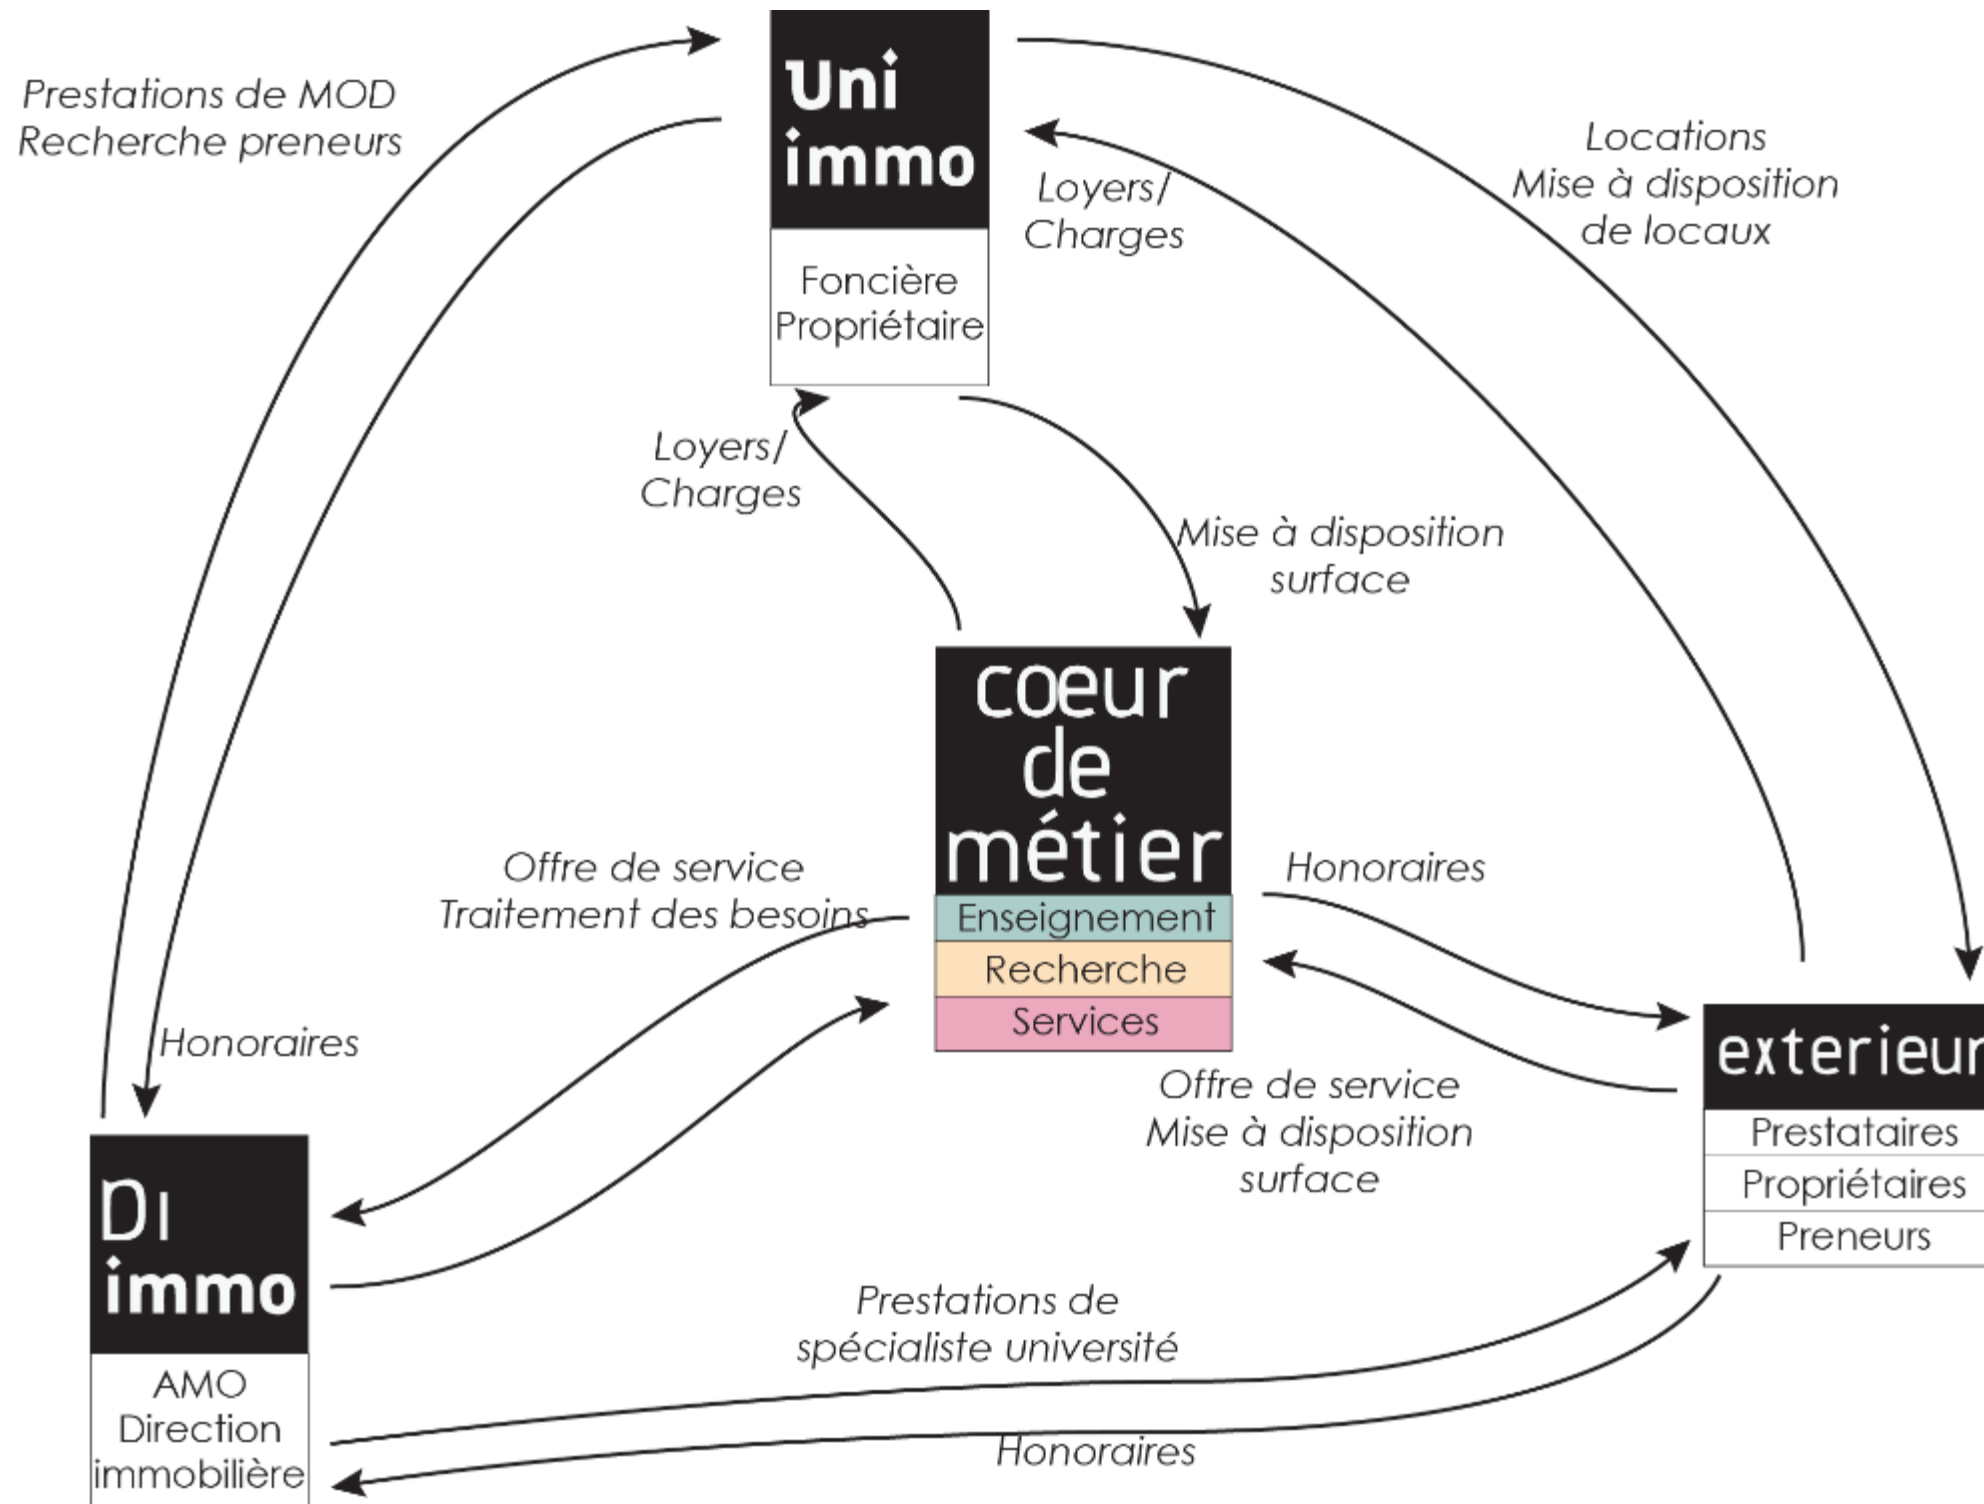 Uni
immo
Foncière
Propriétaire
Prestations de MOD
Recherche preneurs
Locations
Mise à disposition
de locaux
Loyers/
Charges
Loyers/
Charges
Mise à disposition
surface
coeur
de
métier
Enseignement
Recherche
Services
Offre de service
Traitement des besoins
Honoraires
Honoraires
Offre de service
Mise à disposition
surface
exterieur
Prestataires
Propriétaires
Preneurs
DI
immo
AMO
Direction
immobilière
Prestations de
spécialiste université
Honoraires